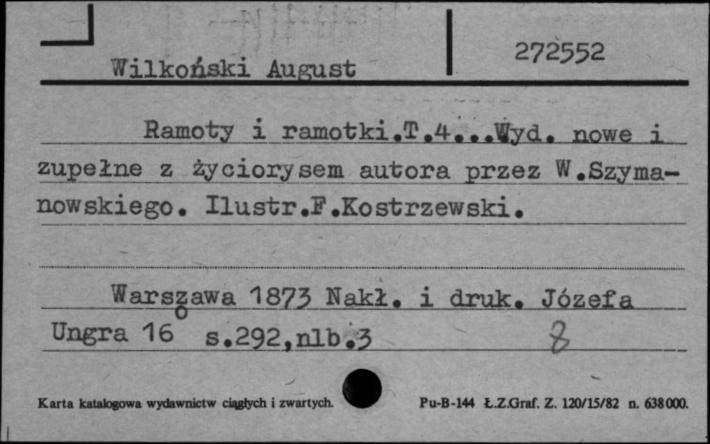 Wilkoński August 272552
Ramoty i ramotki.T.4...Wyd. nowe i
zupełne z życiorysem autora przez W.Szyma-
nowskiego. Ilustr.F.Kostrzewski.
Warszawa 1873 Nakł. i druk. Józefa
Ungra 16° s.292,nlb.3 8
Karta katalogowa wydawnictw ciągłych i zwartych. Pu-B-144 Ł.Z.Graf. Z. 120/15/82 n. 638000.